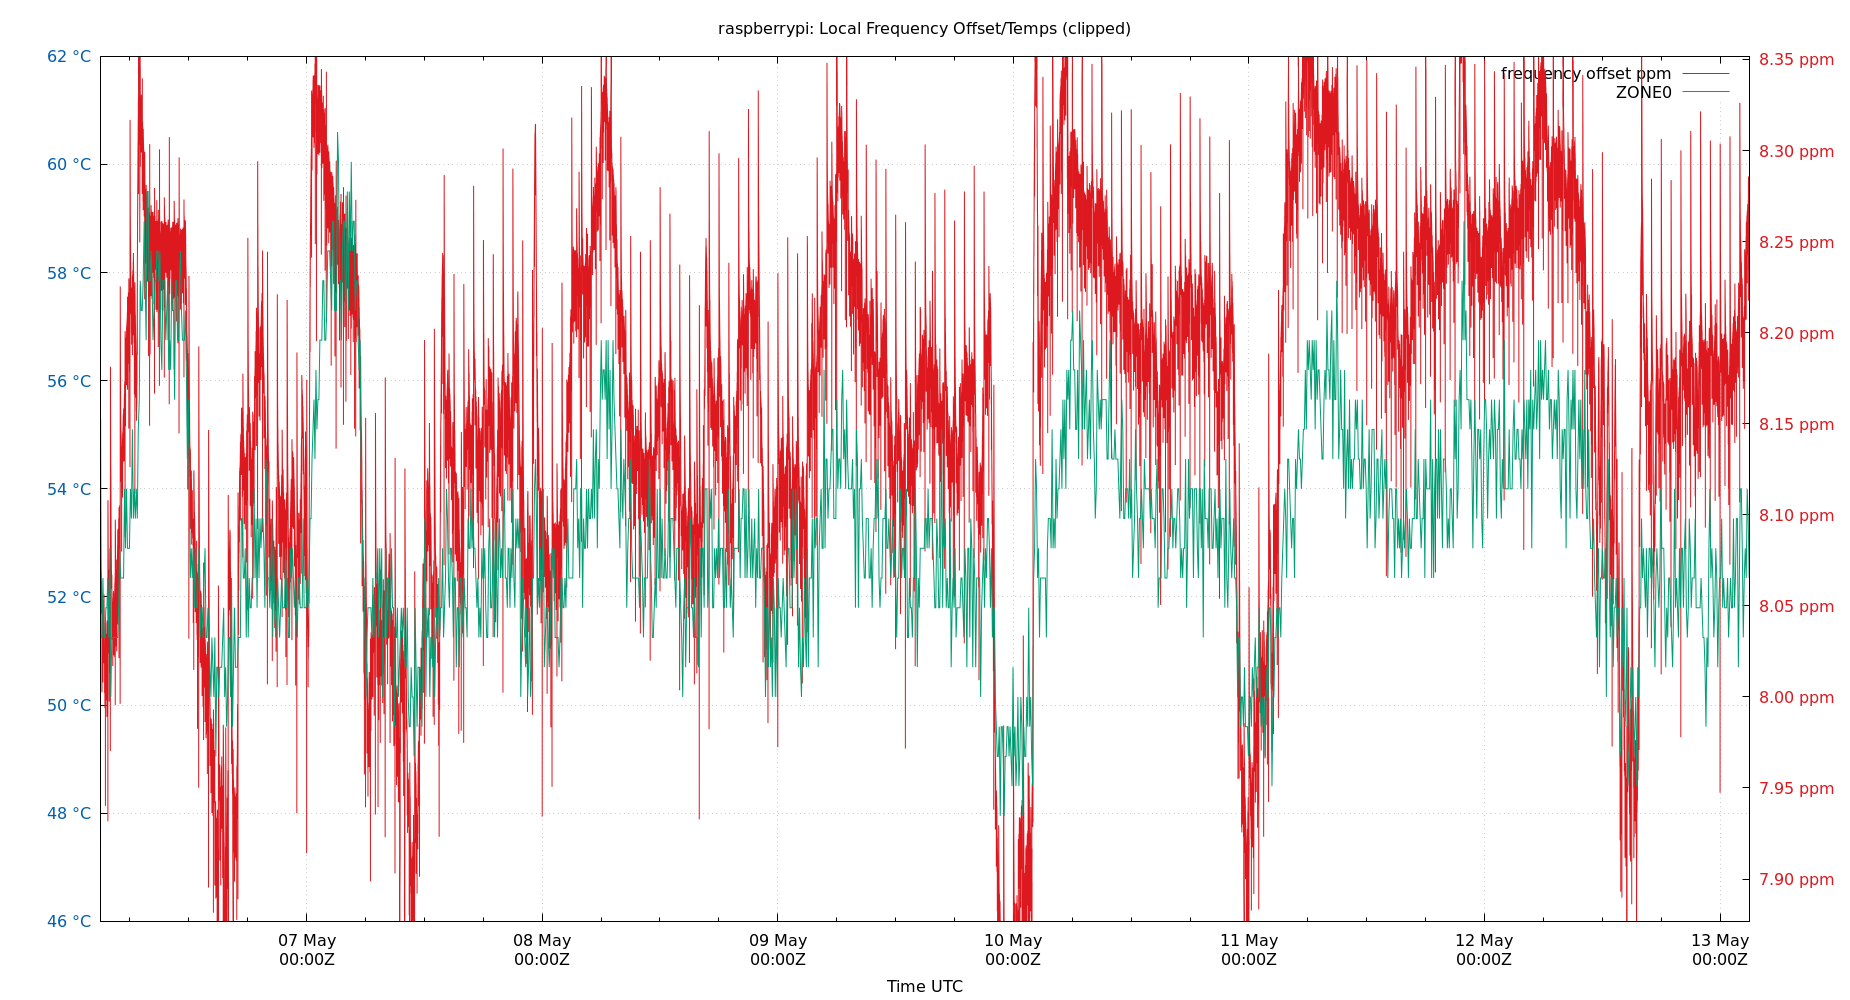 raspberrypi: Local Frequency Offset/Temps (clipped)
62 °C
60 °C
58 °C
56 °C
54 °C
52 °C
50 °C
48 °C
46 °C
8.35 ppm
8.30 ppm
8.25 ppm
8.20 ppm
8.15 ppm
8.10 ppm
8.05 ppm
8.00 ppm
7.95 ppm
7.90 ppm
frequency offset ppm
ZONE0
07 May
00:00Z
08 May
00:00Z
09 May
00:00Z
10 May
00:00Z
11 May
00:00Z
12 May
00:00Z
13 May
00:00Z
Time UTC